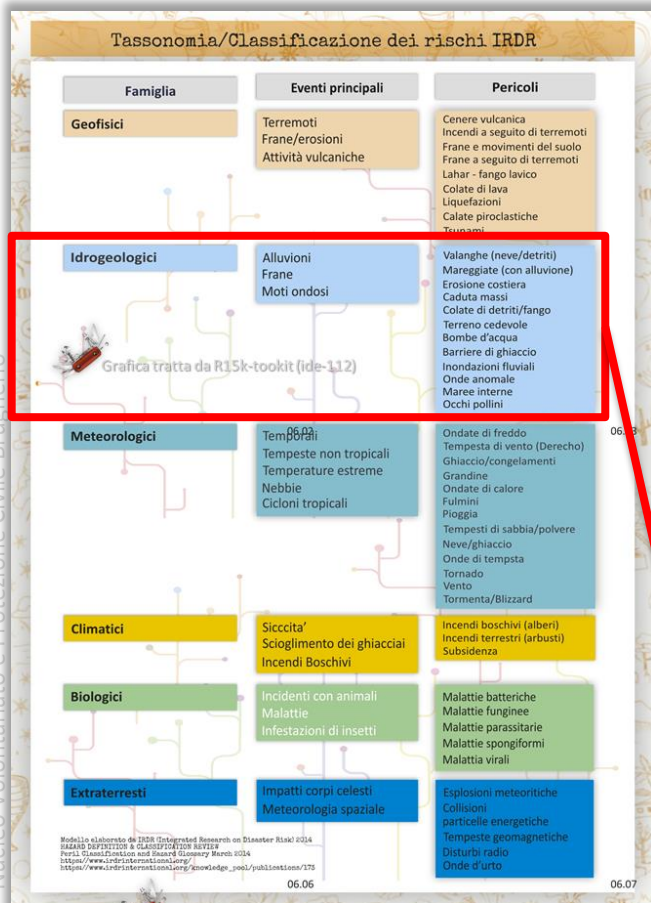 Tassonomia/Classificazione dei rischi IRDR
Famiglia
Eventi principali
Pericoli
Geofisici
Terremoti
Frane/erosioni
Attività vulcaniche
Cenere vulcanica
Incendi a seguito di terremoti
Frane e movimenti del suolo
Frane a seguito di terremoti
Lahar - fango lavico
Colate di lava
Liquefazioni
Calate piroclastiche
Tsunami
Idrogeologici
Alluvioni
Frane
Moti ondosi
Valanghe (neve/detriti)
Mareggiate (con alluvione)
Erosione costiera
Caduta massi
Colate di detriti/fango
Terreno cedevole
Bombe d'acqua
Barriere di ghiaccio
Inondazioni fluviali
Onde anomale
Maree interne
Occhi pollini
Grafica tratta da R15k-tookit (ide-112)
06.02
Meteorologici
Temporali
Tempeste non tropicali
Temperature estreme
Nebbie
Cicloni tropicali
Ondate di freddo
Tempesta di vento (Derecho)
Ghiaccio/congelamenti
Grandine
Ondate di calore
Fulmini
Pioggia
Tempesti di sabbia/polvere
Neve/ghiaccio
Onde di tempsta
Tornado
Vento
Tormenta/Blizzard
Climatici
Sicccita'
Scioglimento dei ghiacciai
Incendi Boschivi
Incendi boschivi (alberi)
Incendi terrestri (arbusti)
Subsidenza
Biologici
Incidenti con animali
Malattie
Infestazioni di insetti
Malattie batteriche
Malattie funginee
Malattie parassitarie
Malattie spongiformi
Malattia virali
Extraterresti
Impatti corpi celesti
Meteorologia spaziale
Esplosioni meteoritiche
Collisioni
particelle energetiche
Tempeste geomagnetiche
Disturbi radio
Onde d'urto
Modello elaborato da IRDR (Integrated Research on Disaster Risk) 2014
HAZARD DEFINITION & CLASSIFICATION REVIEW
Peril Classification and Hazard Glossary March 2014
https://www.irdrinternational.org/
https://www.irdrinternational.org/knowledge_pool/publications/173
06.06
06.07